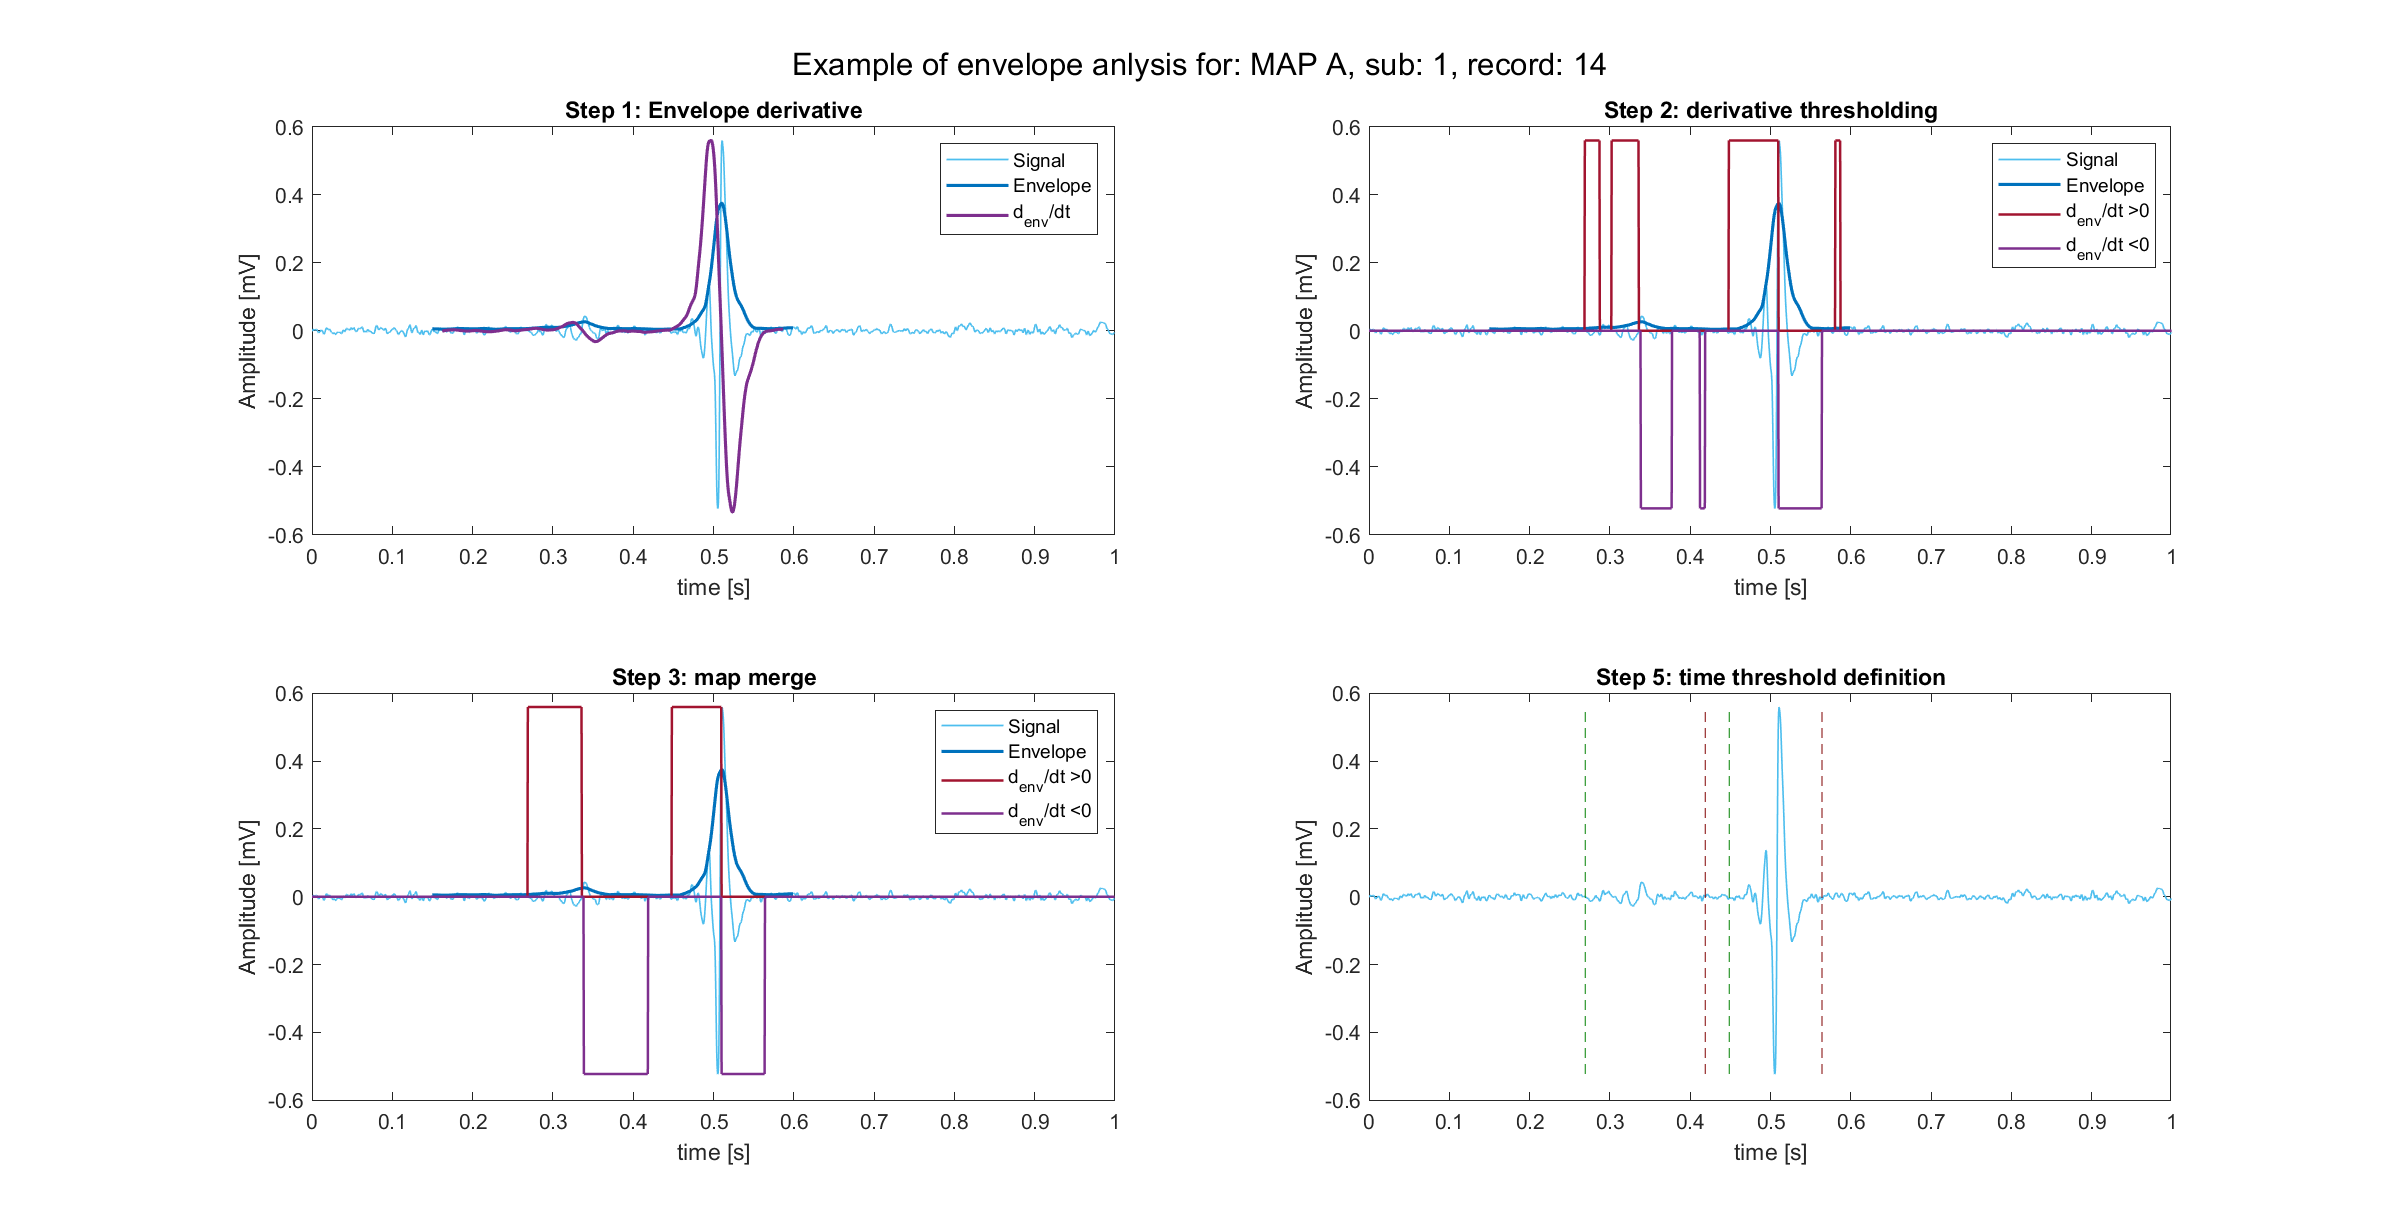 Example of envelope anlysis for: MAP A, sub: 1, record: 14
Step 1: Envelope derivative
0.6
0.4
0.2
0
-0.2
-0.4
-0.6
Amplitude [mV]
0 0.1 0.2 0.3 0.4 0.5 0.6 0.7 0.8 0.9 1
time [s]
Signal
Envelope
d_env/dt
Step 2: derivative thresholding
0.6
0.4
0.2
0
-0.2
-0.4
-0.6
Amplitude [mV]
0 0.1 0.2 0.3 0.4 0.5 0.6 0.7 0.8 0.9 1
time [s]
Signal
Envelope
d_env/dt >0
d_env/dt <0
Step 3: map merge
0.6
0.4
0.2
0
-0.2
-0.4
-0.6
Amplitude [mV]
0 0.1 0.2 0.3 0.4 0.5 0.6 0.7 0.8 0.9 1
time [s]
Signal
Envelope
d_env/dt >0
d_env/dt <0
Step 5: time threshold definition
0.6
0.4
0.2
0
-0.2
-0.4
-0.6
Amplitude [mV]
0 0.1 0.2 0.3 0.4 0.5 0.6 0.7 0.8 0.9 1
time [s]